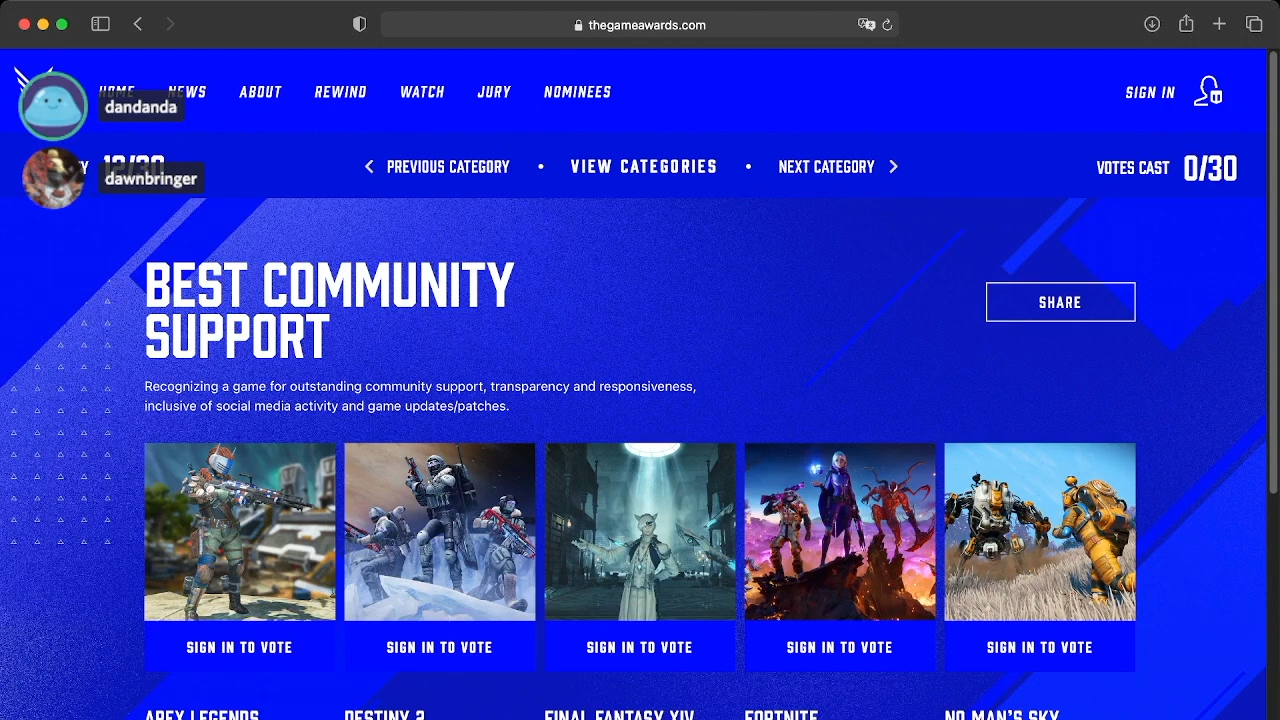 thegameawards.com
HOME NEWS ABOUT REWIND WATCH JURY NOMINEES SIGN IN
dandanda
PREVIOUS CATEGORY • VIEW CATEGORIES • NEXT CATEGORY VOTES CAST 0/30
dawnbringer
BEST COMMUNITY
SUPPORT
SHARE
Recognizing a game for outstanding community support, transparency and responsiveness,
inclusive of social media activity and game updates/patches.
SIGN IN TO VOTE SIGN IN TO VOTE SIGN IN TO VOTE SIGN IN TO VOTE SIGN IN TO VOTE
APEX LEGENDS DESTINY 2 FINAL FANTASY XIV FORTNITE NO MAN'S SKY